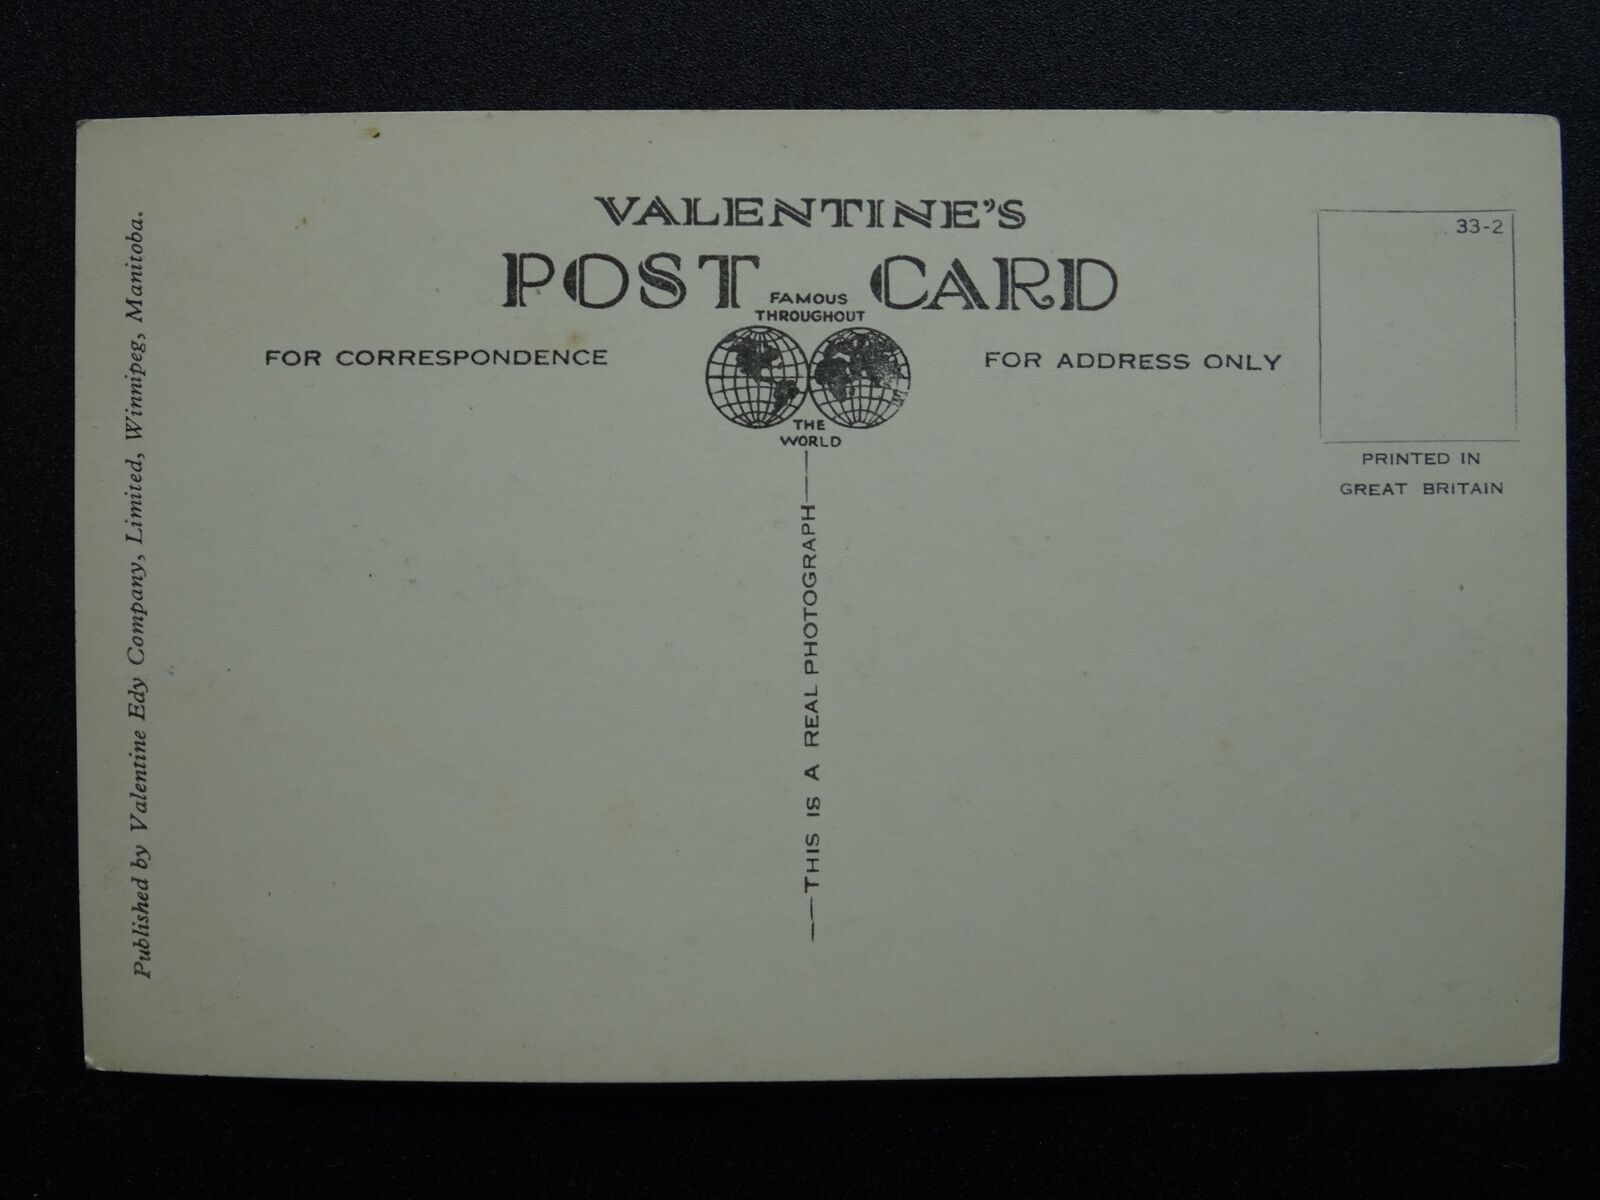 VALENTINE'S
POST CARD
FAMOUS
THROUGHOUT
THE
WORLD
FOR CORRESPONDENCE
FOR ADDRESS ONLY
33-2
PRINTED IN
GREAT BRITAIN
THIS IS A REAL PHOTOGRAPH
Published by Valentine Edy Company, Limited, Winnipeg, Manitoba.